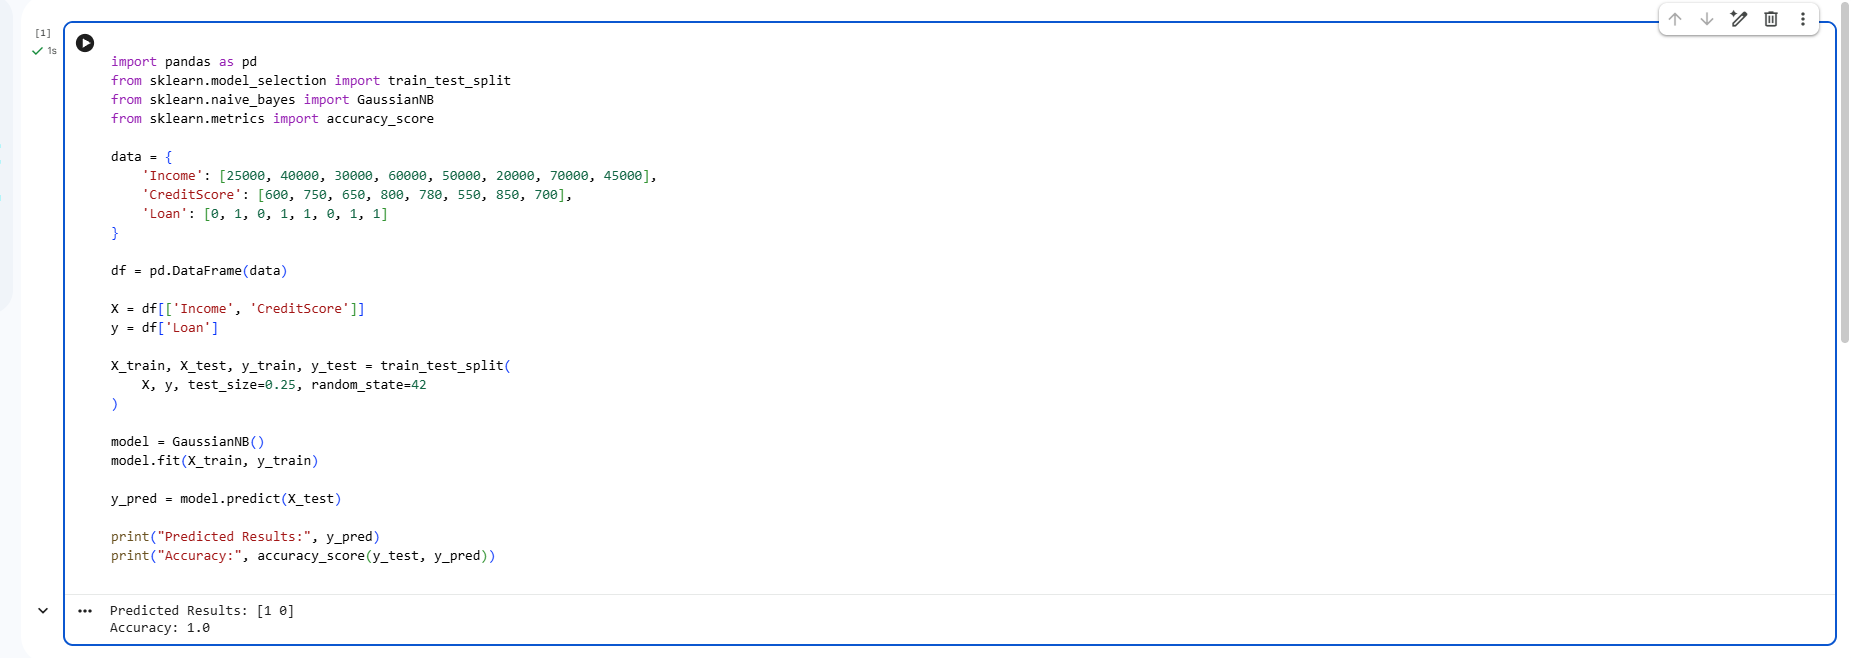 [1]
1s
import pandas as pd
from sklearn.model_selection import train_test_split
from sklearn.naive_bayes import GaussianNB
from sklearn.metrics import accuracy_score
data = {
    'Income': [25000, 40000, 30000, 60000, 50000, 20000, 70000, 45000],
    'CreditScore': [600, 750, 650, 800, 780, 550, 850, 700],
    'Loan': [0, 1, 0, 1, 1, 0, 1, 1]
}
df = pd.DataFrame(data)
X = df[['Income', 'CreditScore']]
y = df['Loan']
X_train, X_test, y_train, y_test = train_test_split(
    X, y, test_size=0.25, random_state=42
)
model = GaussianNB()
model.fit(X_train, y_train)
y_pred = model.predict(X_test)
print("Predicted Results:", y_pred)
print("Accuracy:", accuracy_score(y_test, y_pred))
Predicted Results: [1 0]
Accuracy: 1.0